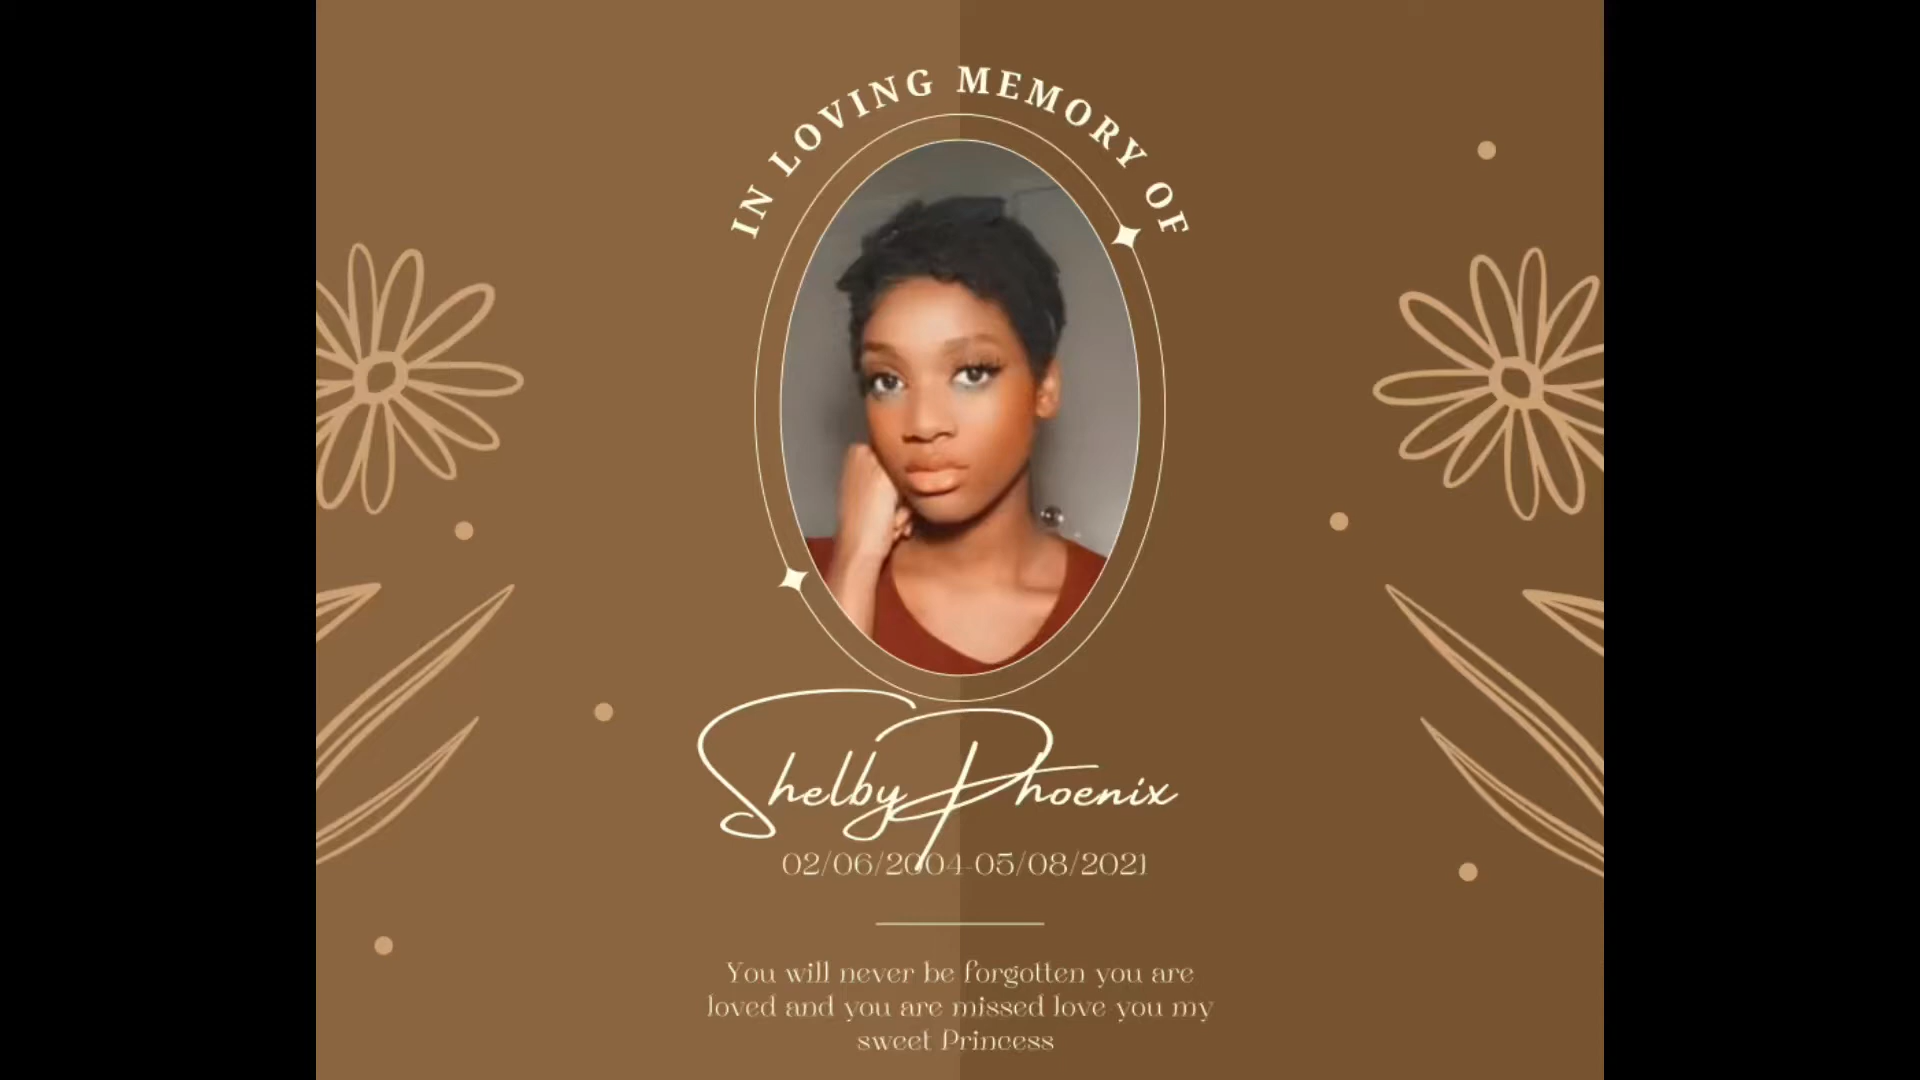 IN LOVING MEMORY OF
Shelby Phoenix
02/06/2004-05/08/2021
You will never be forgotten you are
loved and you are missed love you my
sweet Princess